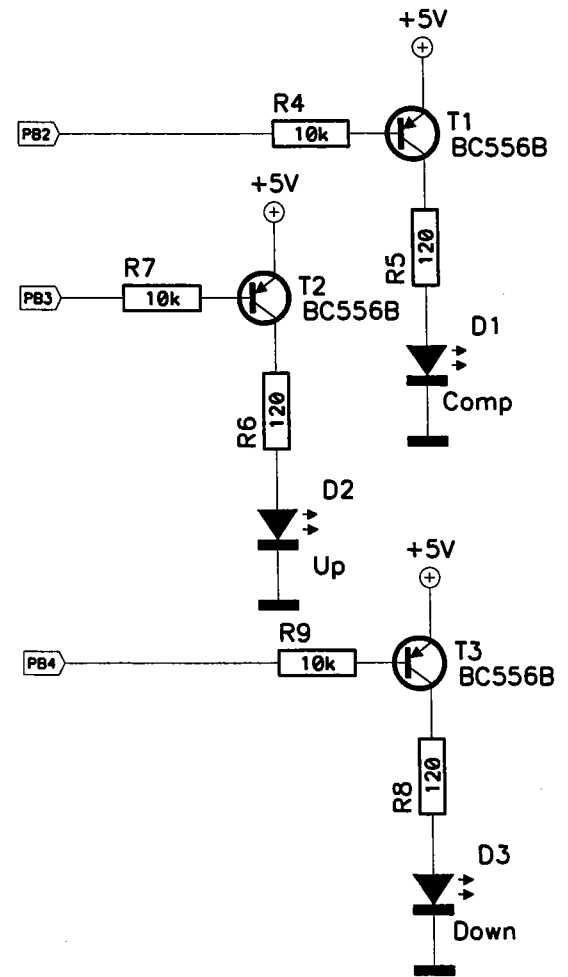 +5V
R4
PB2
10k
T1
BC556B
+5V
R5
120
R7
PB3
10k
T2
BC556B
D1
Comp
R6
120
D2
Up
+5V
R9
PB4
10k
T3
BC556B
R8
120
D3
Down